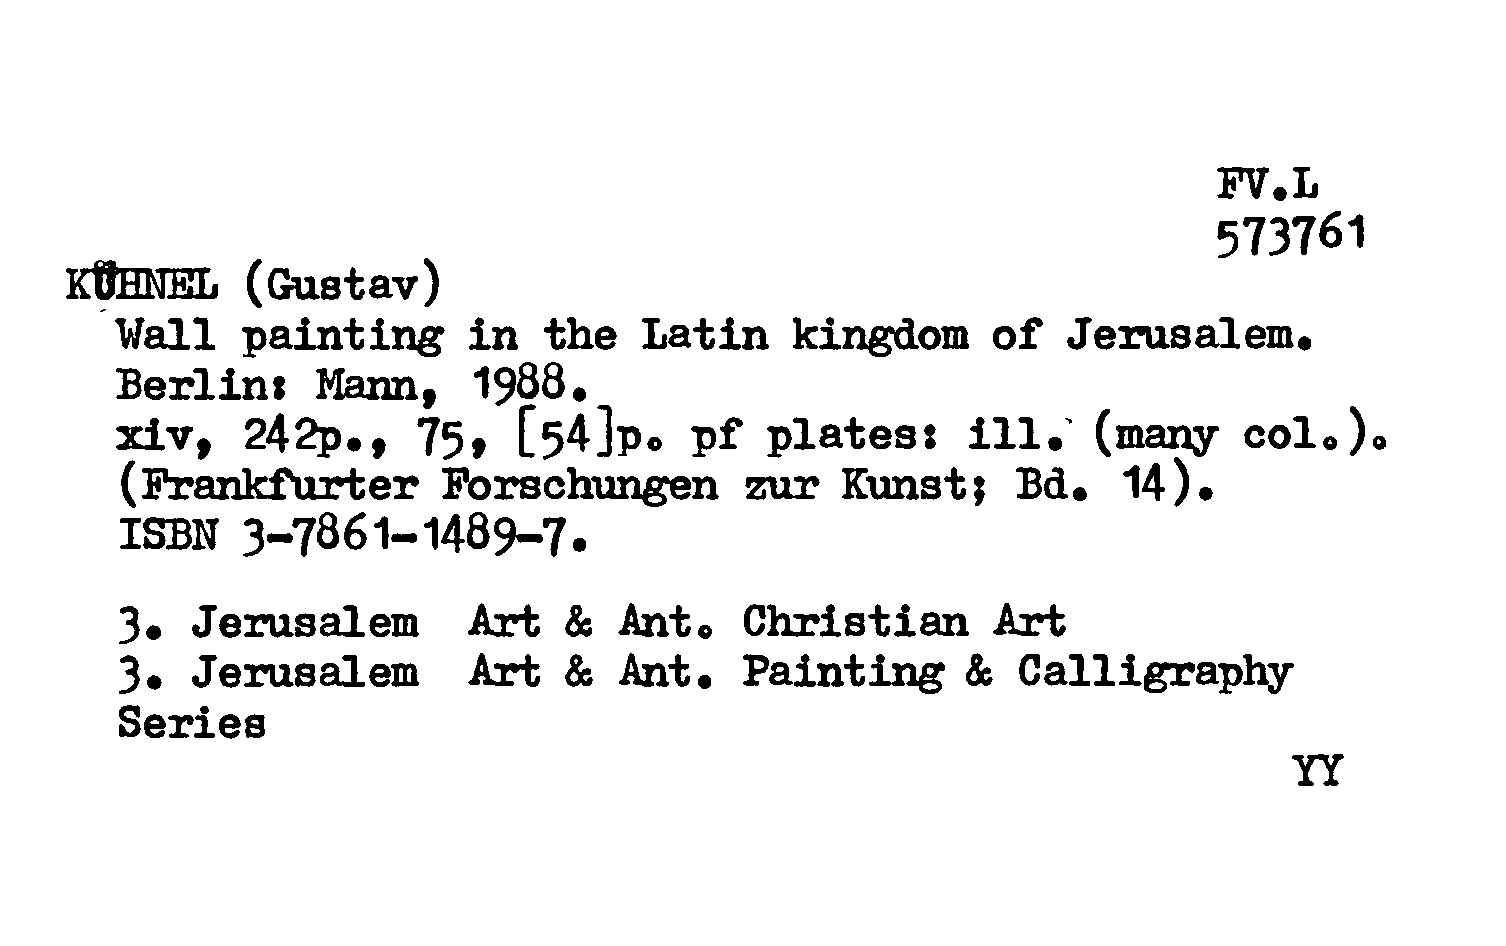 FV.L
573761
KÜHNEL (Gustav)
Wall painting in the Latin kingdom of Jerusalem.
Berlin: Mann, 1988.
xiv, 242p., 75, [54]p. pf plates: ill. (many col.).
(Frankfurter Forschungen zur Kunst; Bd. 14).
ISBN 3-7861-1489-7.
3. Jerusalem Art & Ant. Christian Art
3. Jerusalem Art & Ant. Painting & Calligraphy
Series
YY